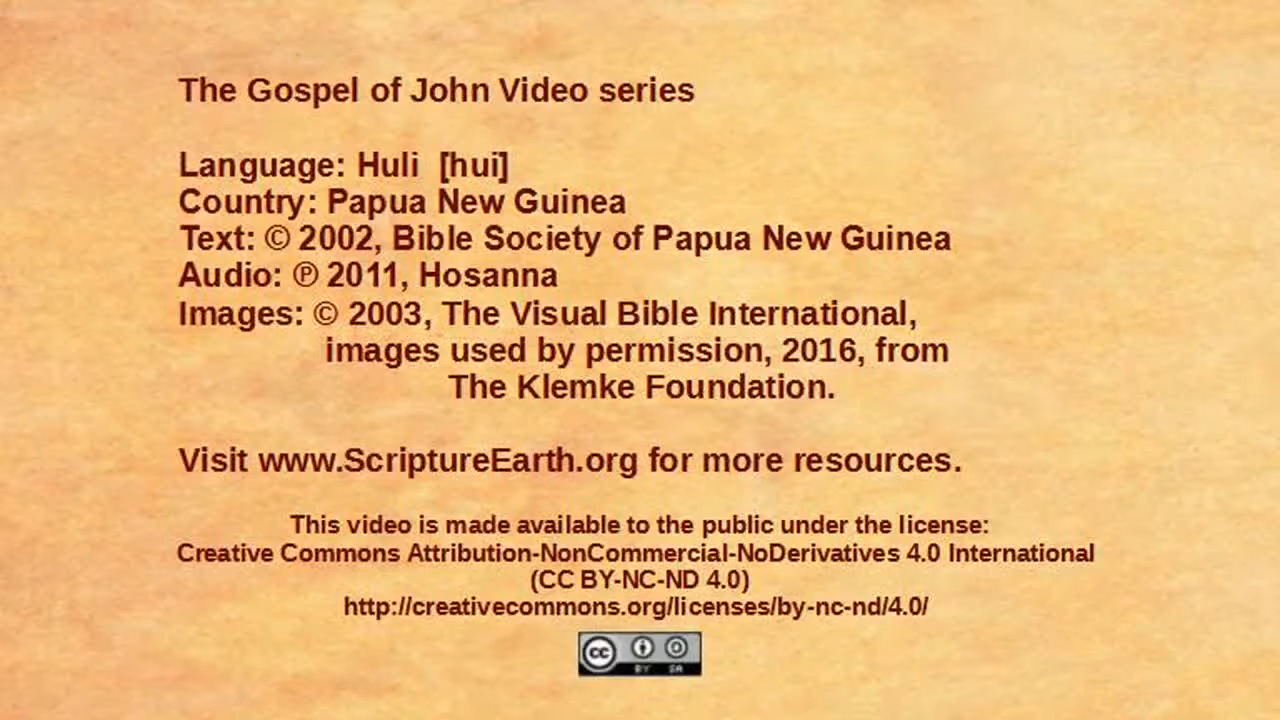 The Gospel of John Video series
Language: Huli [hui]
Country: Papua New Guinea
Text: © 2002, Bible Society of Papua New Guinea
Audio: ℗ 2011, Hosanna
Images: © 2003, The Visual Bible International,
images used by permission, 2016, from
The Klemke Foundation.
Visit www.ScriptureEarth.org for more resources.
This video is made available to the public under the license:
Creative Commons Attribution-NonCommercial-NoDerivatives 4.0 International
(CC BY-NC-ND 4.0)
http://creativecommons.org/licenses/by-nc-nd/4.0/
cc
BY SA